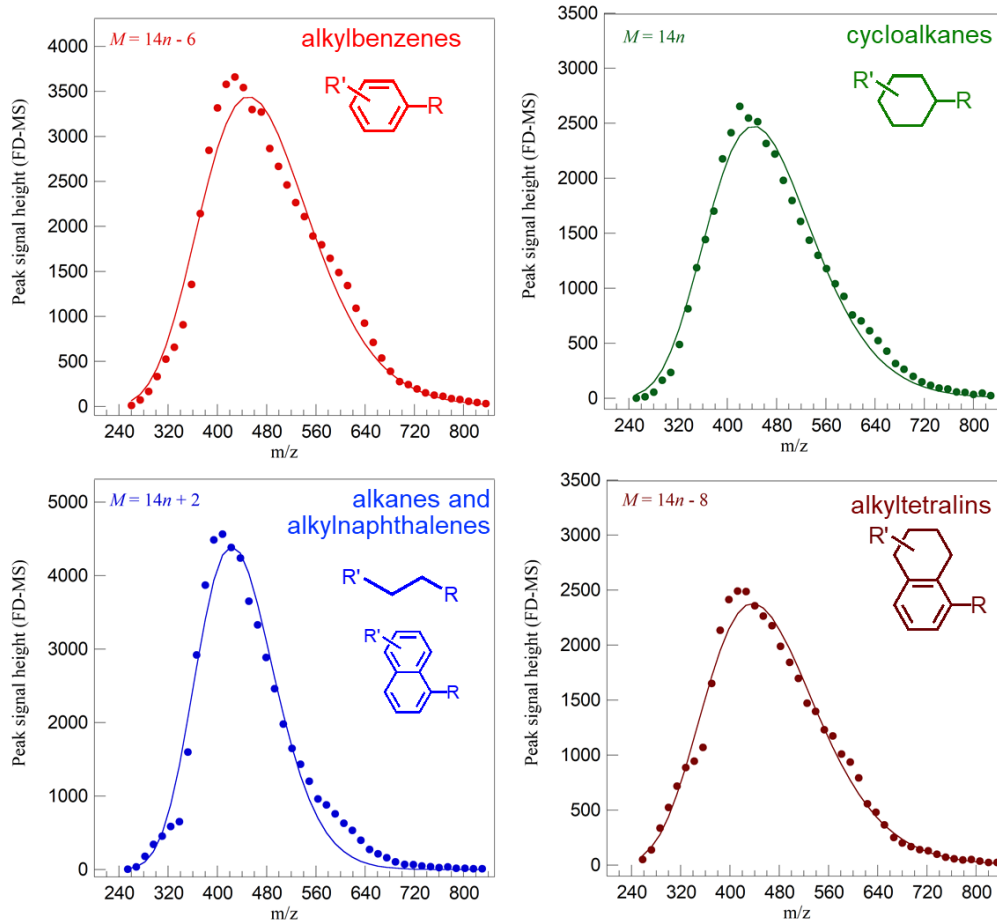 M = 14n - 6
alkylbenzenes
R'
R
Peak signal height (FD-MS)
4000
3500
3000
2500
2000
1500
1000
500
0
240 320 400 480 560 640 720 800
m/z
M = 14n
cycloalkanes
R'
R
Peak signal height (FD-MS)
3500
3000
2500
2000
1500
1000
500
0
240 320 400 480 560 640 720 800
m/z
M = 14n + 2
alkanes and
alkylnaphthalenes
R'
R
R'
R
Peak signal height (FD-MS)
5000
4000
3000
2000
1000
0
240 320 400 480 560 640 720 800
m/z
M = 14n - 8
alkyltetralins
R'
R
Peak signal height (FD-MS)
3500
3000
2500
2000
1500
1000
500
0
240 320 400 480 560 640 720 800
m/z